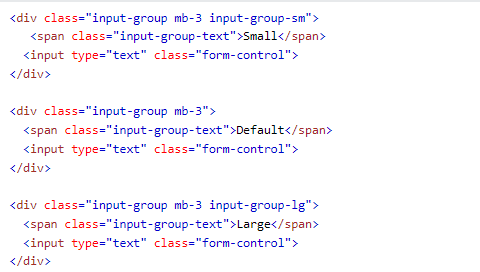 <div class="input-group mb-3 input-group-sm">
   <span class="input-group-text">Small</span>
  <input type="text" class="form-control">
</div>

<div class="input-group mb-3">
  <span class="input-group-text">Default</span>
  <input type="text" class="form-control">
</div>

<div class="input-group mb-3 input-group-lg">
  <span class="input-group-text">Large</span>
  <input type="text" class="form-control">
</div>